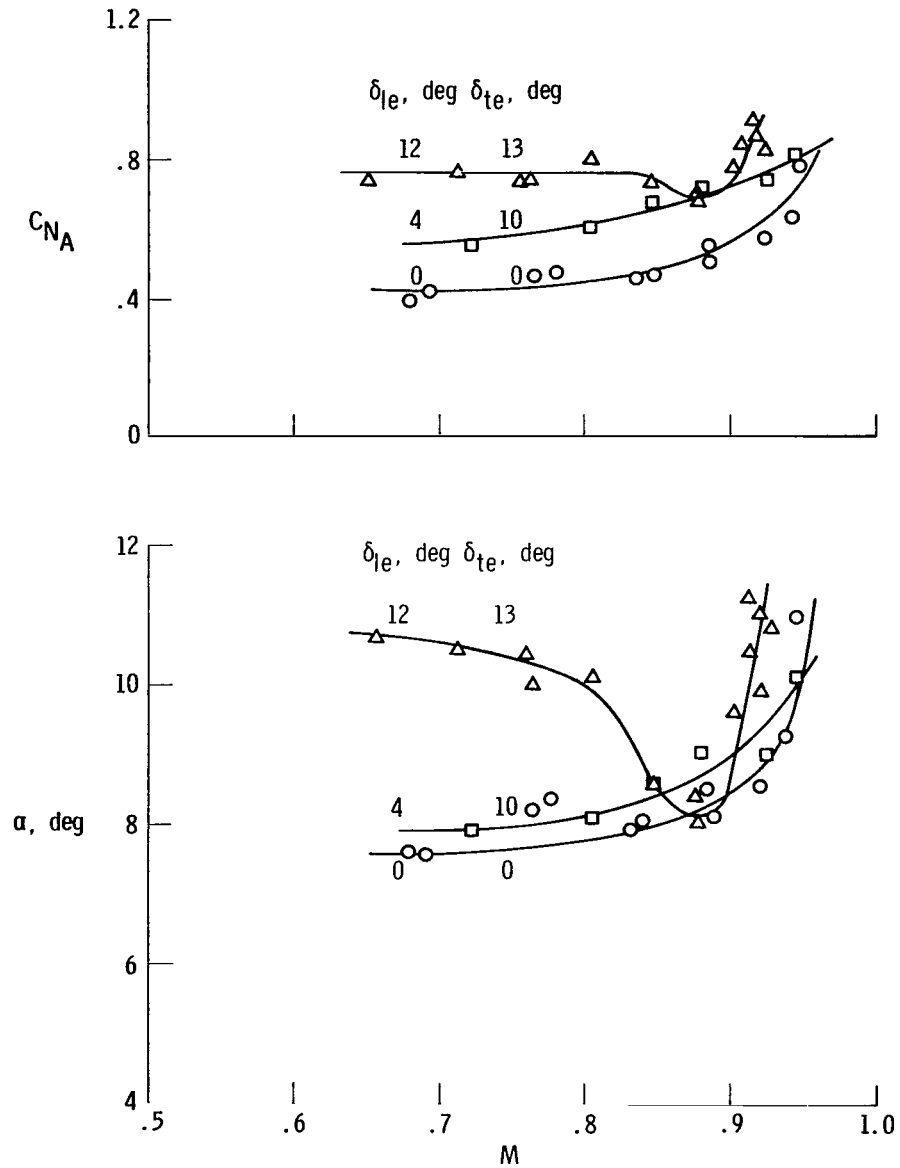 1.2
δle, deg δte, deg
12 13
.8
CNA
4 10
0 0
.4
0
12
δle, deg δte, deg
12 13
10
4 10
α, deg 8
0 0
6
4
.5 .6 .7 .8 .9 1.0
M